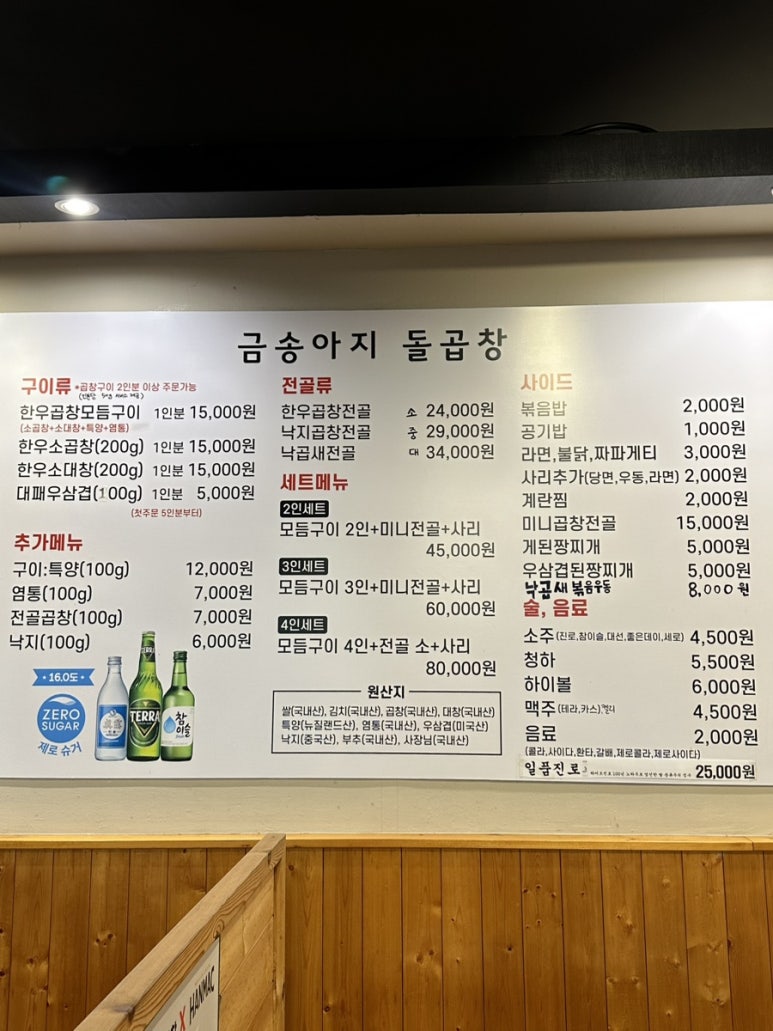 금송아지 돌곱창
구이류 *곱창구이 2인분 이상 주문가능
한우곱창모듬구이 1인분 15,000원
(소곱창+소대창+특양+염통)
한우소곱창(200g) 1인분 15,000원
한우소대창(200g) 1인분 15,000원
대패우삼겹(100g) 1인분 5,000원
(첫주문 5인분부터)
추가메뉴
구이:특양(100g) 12,000원
염통(100g) 7,000원
전골곱창(100g) 7,000원
낙지(100g) 6,000원
16.0도
ZERO
SUGAR
제로 슈거
TERRA
참이슬
전골류
한우곱창전골 소 24,000원
낙지곱창전골 중 29,000원
낙곱새전골 대 34,000원
세트메뉴
2인세트
모듬구이 2인+미니전골+사리
45,000원
3인세트
모듬구이 3인+미니전골+사리
60,000원
4인세트
모듬구이 4인+전골 소+사리
80,000원
원산지
쌀(국내산), 김치(국내산), 곱창(국내산), 대창(국내산)
특양(뉴질랜드산), 염통(국내산), 우삼겹(미국산)
낙지(중국산), 부추(국내산), 사장님(국내산)
사이드
볶음밥 2,000원
공기밥 1,000원
라면,불닭,짜파게티 3,000원
사리추가(당면,우동,라면) 2,000원
계란찜 2,000원
미니곱창전골 15,000원
게된짱찌개 5,000원
우삼겹된짱찌개 5,000원
낙곱새 볶음우동 8,000원
술, 음료
소주(진로,참이슬,대선,좋은데이,세로) 4,500원
청하 5,500원
하이볼 6,000원
맥주(테라,카스),켈리 4,500원
음료 2,000원
(콜라,사이다,환타,갈배,제로콜라,제로사이다)
일품진로 25,000원
X HANMAC